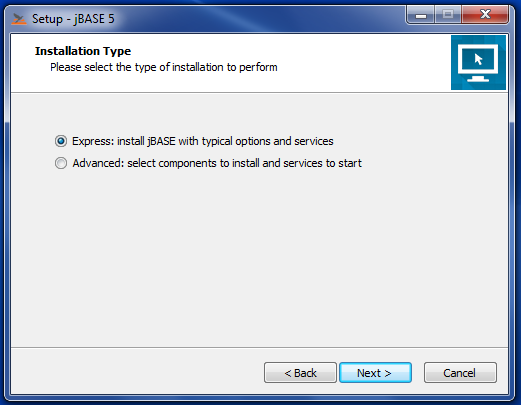 Setup - jBASE 5
Installation Type
Please select the type of installation to perform
Express: install jBASE with typical options and services
Advanced: select components to install and services to start
< Back
Next >
Cancel